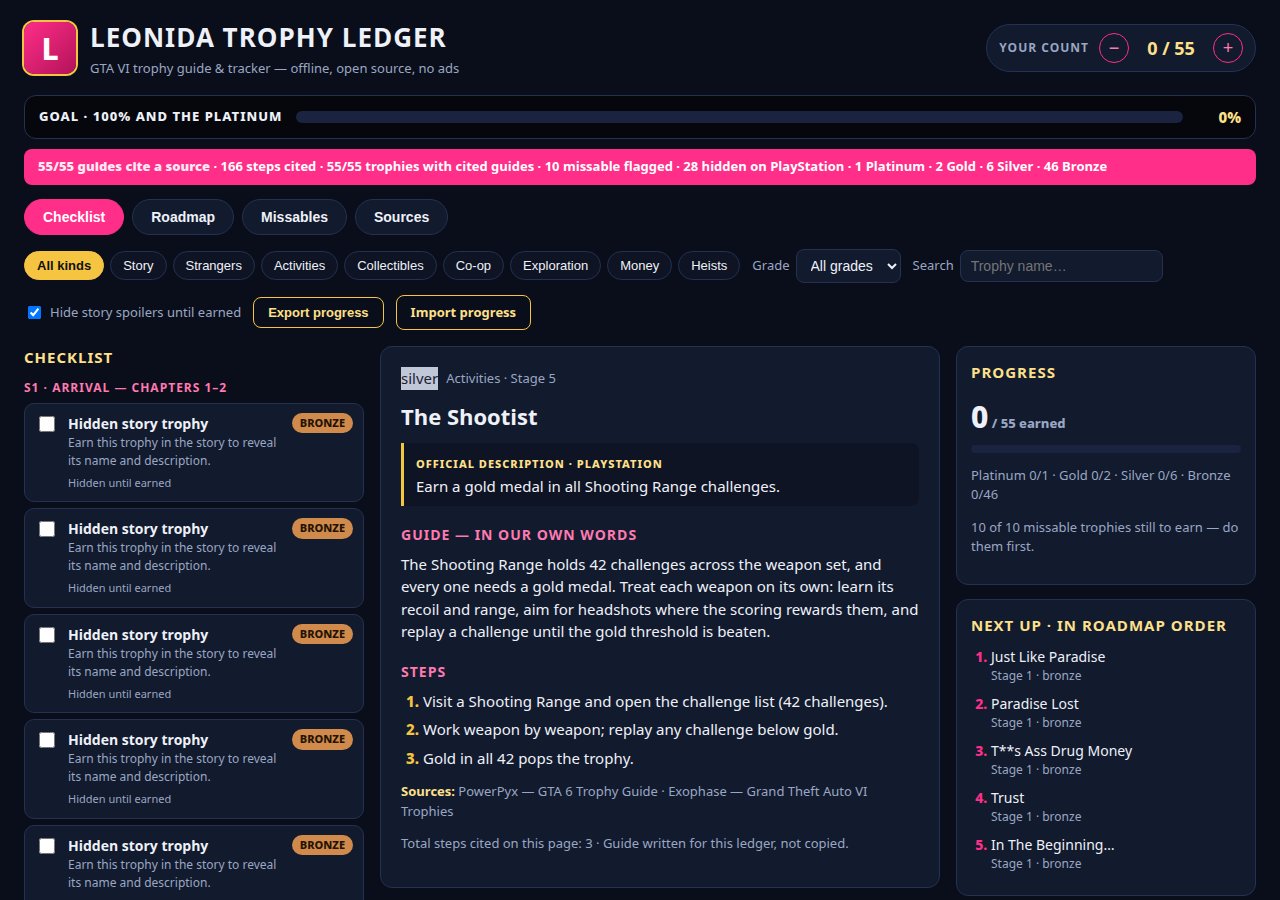 L
LEONIDA TROPHY LEDGER
GTA VI trophy guide & tracker — offline, open source, no ads
YOUR COUNT − 0 / 55 +
GOAL · 100% AND THE PLATINUM 0%
55/55 guides cite a source · 166 steps cited · 55/55 trophies with cited guides · 10 missable flagged · 28 hidden on PlayStation · 1 Platinum · 2 Gold · 6 Silver · 46 Bronze
Checklist Roadmap Missables Sources
All kinds Story Strangers Activities Collectibles Co-op Exploration Money Heists Grade All grades Search Trophy name…
Hide story spoilers until earned Export progress Import progress
CHECKLIST
S1 · ARRIVAL — CHAPTERS 1–2
Hidden story trophy BRONZE
Earn this trophy in the story to reveal
its name and description.
Hidden until earned
Hidden story trophy BRONZE
Earn this trophy in the story to reveal
its name and description.
Hidden until earned
Hidden story trophy BRONZE
Earn this trophy in the story to reveal
its name and description.
Hidden until earned
Hidden story trophy BRONZE
Earn this trophy in the story to reveal
its name and description.
Hidden until earned
Hidden story trophy BRONZE
Earn this trophy in the story to reveal
its name and description.
silver Activities · Stage 5
The Shootist
OFFICIAL DESCRIPTION · PLAYSTATION
Earn a gold medal in all Shooting Range challenges.
GUIDE — IN OUR OWN WORDS
The Shooting Range holds 42 challenges across the weapon set, and
every one needs a gold medal. Treat each weapon on its own: learn its
recoil and range, aim for headshots where the scoring rewards them, and
replay a challenge until the gold threshold is beaten.
STEPS
1. Visit a Shooting Range and open the challenge list (42 challenges).
2. Work weapon by weapon; replay any challenge below gold.
3. Gold in all 42 pops the trophy.
Sources: PowerPyx — GTA 6 Trophy Guide · Exophase — Grand Theft Auto VI
Trophies
Total steps cited on this page: 3 · Guide written for this ledger, not copied.
PROGRESS
0 / 55 earned
Platinum 0/1 · Gold 0/2 · Silver 0/6 · Bronze
0/46
10 of 10 missable trophies still to earn — do
them first.
NEXT UP · IN ROADMAP ORDER
1. Just Like Paradise
Stage 1 · bronze
2. Paradise Lost
Stage 1 · bronze
3. T**s Ass Drug Money
Stage 1 · bronze
4. Trust
Stage 1 · bronze
5. In The Beginning…
Stage 1 · bronze